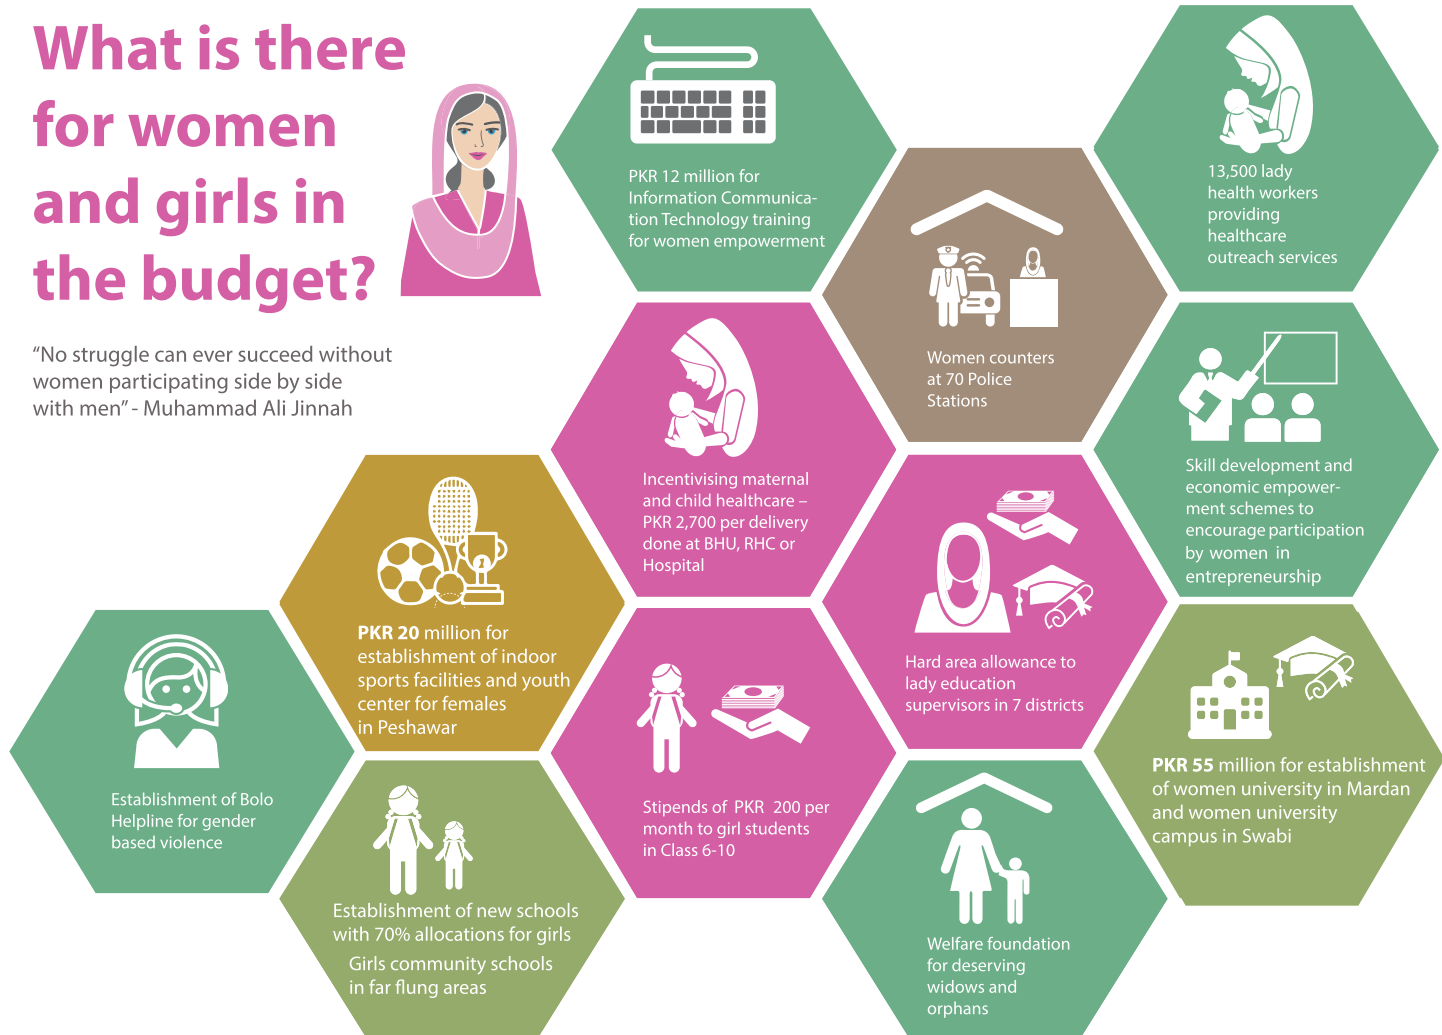 What is there
for women
and girls in
the budget?
“No struggle can ever succeed without
women participating side by side
with men” - Muhammad Ali Jinnah
PKR 12 million for
Information Communica-
tion Technology training
for women empowerment
13,500 lady
health workers
providing
healthcare
outreach services
Women counters
at 70 Police
Stations
Incentivising maternal
and child healthcare –
PKR 2,700 per delivery
done at BHU, RHC or
Hospital
Skill development and
economic empower-
ment schemes to
encourage participation
by women in
entrepreneurship
1
PKR 20 million for
establishment of indoor
sports facilities and youth
center for females
in Peshawar
Hard area allowance to
lady education
supervisors in 7 districts
Establishment of Bolo
Helpline for gender
based violence
Stipends of PKR 200 per
month to girl students
in Class 6-10
PKR 55 million for establishment
of women university in Mardan
and women university
campus in Swabi
Establishment of new schools
with 70% allocations for girls
Girls community schools
in far flung areas
Welfare foundation
for deserving
widows and
orphans